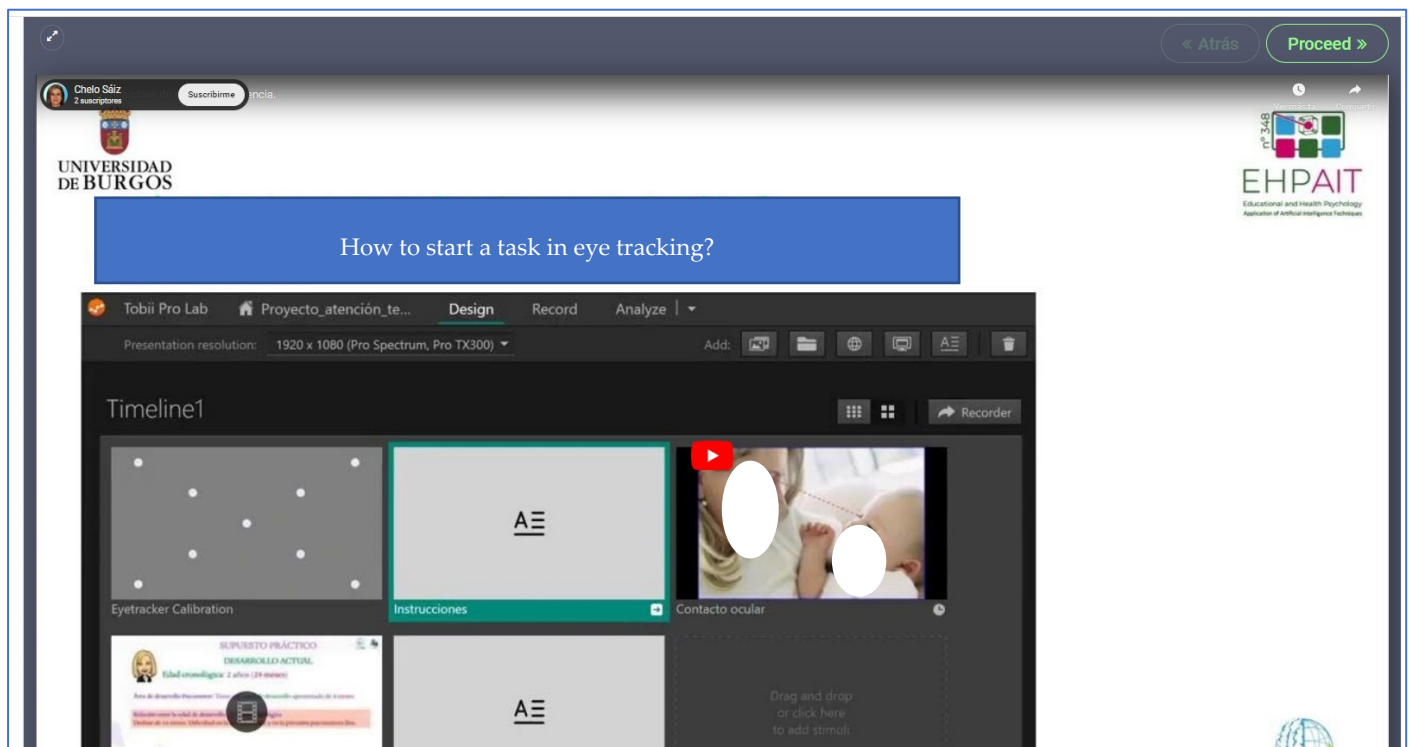 « Atrás
Proceed »
Chelo Sáiz
2 suscriptores
Suscribirme
encia.
UNIVERSIDAD
DE BURGOS
nº 348
EHPAIT
Educational and Health Psychology
Application of Artificial Intelligence Techniques
How to start a task in eye tracking?
Tobii Pro Lab
Proyecto_atención_te...
Design
Record
Analyze
Presentation resolution:
1920 x 1080 (Pro Spectrum, Pro TX300)
Add:
Timeline1
Recorder
Eyetracker Calibration
Instrucciones
Contacto ocular
SUPUESTO PRÁCTICO
DESARROLLO ACTUAL
Edad cronológica: 2 años (24 meses)
Drag and drop
or click here
to add stimuli